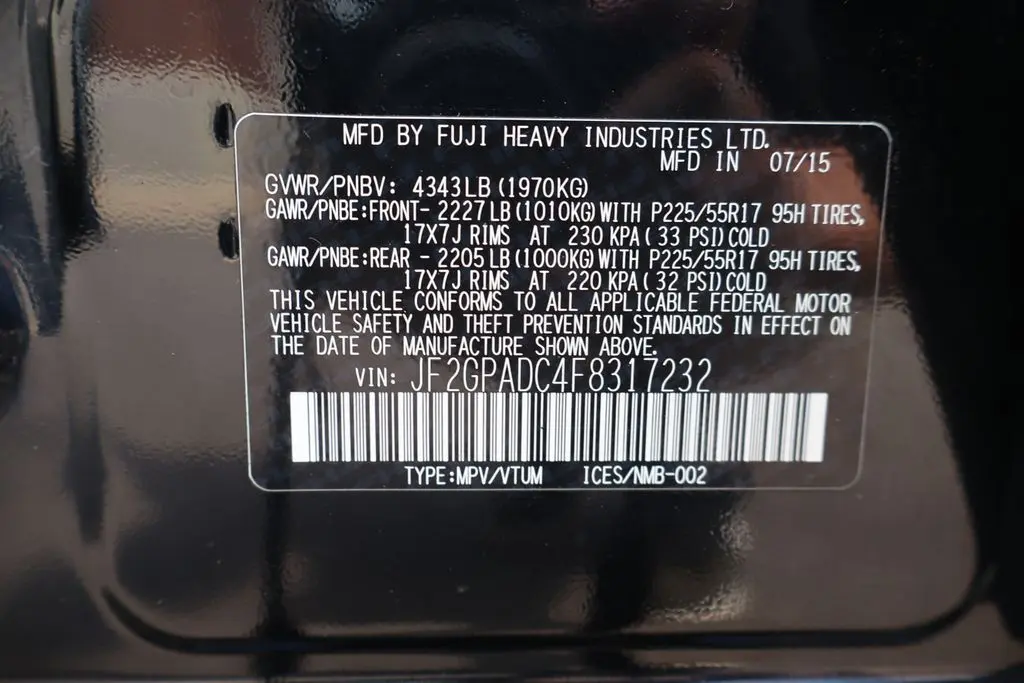 MFD BY FUJI HEAVY INDUSTRIES LTD.
MFD IN 07/15
GVWR/PNBV: 4343LB(1970KG)
GAWR/PNBE:FRONT- 2227LB(1010KG)WITH P225/55R17 95H TIRES,
17X7J RIMS AT 230 KPA( 33 PSI)COLD
GAWR/PNBE:REAR - 2205LB(1000KG)WITH P225/55R17 95H TIRES,
17X7J RIMS AT 220 KPA( 32 PSI)COLD
THIS VEHICLE CONFORMS TO ALL APPLICABLE FEDERAL MOTOR
VEHICLE SAFETY AND THEFT PREVENTION STANDARDS IN EFFECT ON
THE DATE OF MANUFACTURE SHOWN ABOVE.
VIN: JF2GPADC4F8317232
TYPE:MPV/VTUM ICES/NMB-002